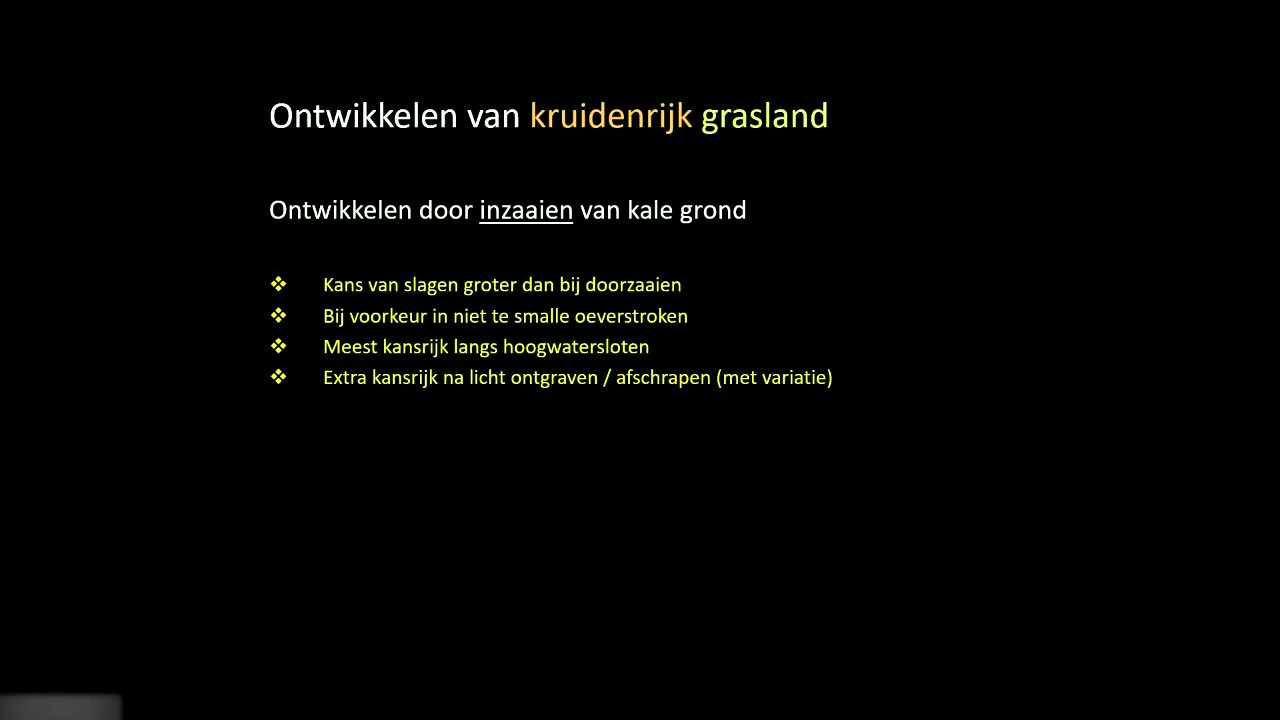 Ontwikkelen van kruidenrijk grasland
Ontwikkelen door inzaaien van kale grond
❖ Kans van slagen groter dan bij doorzaaien
❖ Bij voorkeur in niet te smalle oeverstroken
❖ Meest kansrijk langs hoogwatersloten
❖ Extra kansrijk na licht ontgraven / afschrapen (met variatie)